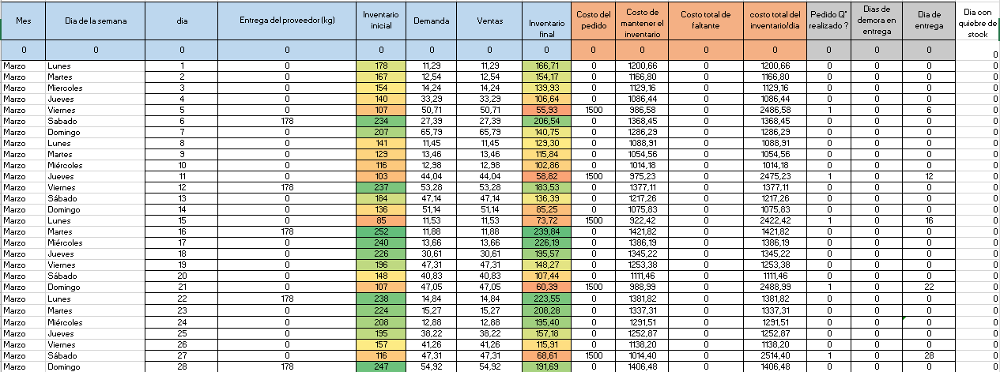 Mes Dia de la semana dia Entrega del proveedor (kg) Inventario inicial Demanda Ventas Inventario final Costo del pedido Costo de mantener el inventario Costo total de faltante costo total del inventario/dia Pedido Q* realizado ? Dias de demora en entrega Dia de entrega Dia con quiebre de stock
0 0 0 0 0 0 0 0 0 0 0 0 0 0 0 0
Marzo Lunes 1 0 178 11,29 11,29 166,71 0 1200,66 0 1200,66 0 0 0 0
Marzo Martes 2 0 167 12,54 12,54 154,17 0 1166,80 0 1166,80 0 0 0 0
Marzo Miercoles 3 0 154 14,24 14,24 139,93 0 1129,16 0 1129,16 0 0 0 0
Marzo Jueves 4 0 140 33,29 33,29 106,64 0 1086,44 0 1086,44 0 0 0 0
Marzo Viernes 5 0 107 50,71 50,71 55,93 1500 986,58 0 2486,58 1 0 6 0
Marzo Sabado 6 178 234 27,39 27,39 206,54 0 1368,45 0 1368,45 0 0 0 0
Marzo Domingo 7 0 207 65,79 65,79 140,75 0 1286,29 0 1286,29 0 0 0 0
Marzo Lunes 8 0 141 11,45 11,45 129,30 0 1088,91 0 1088,91 0 0 0 0
Marzo Martes 9 0 129 13,46 13,46 115,84 0 1054,56 0 1054,56 0 0 0 0
Marzo Miércoles 10 0 116 12,98 12,98 102,86 0 1014,18 0 1014,18 0 0 0 0
Marzo Jueves 11 0 103 44,04 44,04 58,82 1500 975,23 0 2475,23 1 0 12 0
Marzo Viernes 12 178 237 53,28 53,28 183,53 0 1377,11 0 1377,11 0 0 0 0
Marzo Sábado 13 0 184 47,14 47,14 136,39 0 1217,26 0 1217,26 0 0 0 0
Marzo Domingo 14 0 136 51,14 51,14 85,25 0 1075,83 0 1075,83 0 0 0 0
Marzo Lunes 15 0 85 11,53 11,53 73,72 1500 922,42 0 2422,42 1 0 16 0
Marzo Martes 16 178 252 11,88 11,88 239,84 0 1421,82 0 1421,82 0 0 0 0
Marzo Miércoles 17 0 240 13,66 13,66 226,19 0 1386,19 0 1386,19 0 0 0 0
Marzo Jueves 18 0 226 30,61 30,61 195,57 0 1345,22 0 1345,22 0 0 0 0
Marzo Viernes 19 0 196 47,31 47,31 148,27 0 1253,38 0 1253,38 0 0 0 0
Marzo Sábado 20 0 148 40,83 40,83 107,44 0 1111,46 0 1111,46 0 0 0 0
Marzo Domingo 21 0 107 47,05 47,05 60,39 1500 988,99 0 2488,99 1 0 22 0
Marzo Lunes 22 178 238 14,84 14,84 223,55 0 1381,82 0 1381,82 0 0 0 0
Marzo Martes 23 0 224 15,27 15,27 208,28 0 1337,31 0 1337,31 0 0 0 0
Marzo Miércoles 24 0 208 12,88 12,88 195,40 0 1291,51 0 1291,51 0 0 0 0
Marzo Jueves 25 0 195 38,22 38,22 157,18 0 1252,87 0 1252,87 0 0 0 0
Marzo Viernes 26 0 157 41,26 41,26 115,91 0 1138,20 0 1138,20 0 0 0 0
Marzo Sábado 27 0 116 47,31 47,31 68,61 1500 1014,40 0 2514,40 1 0 28 0
Marzo Domingo 28 178 247 54,92 54,92 191,69 0 1406,48 0 1406,48 0 0 0 0